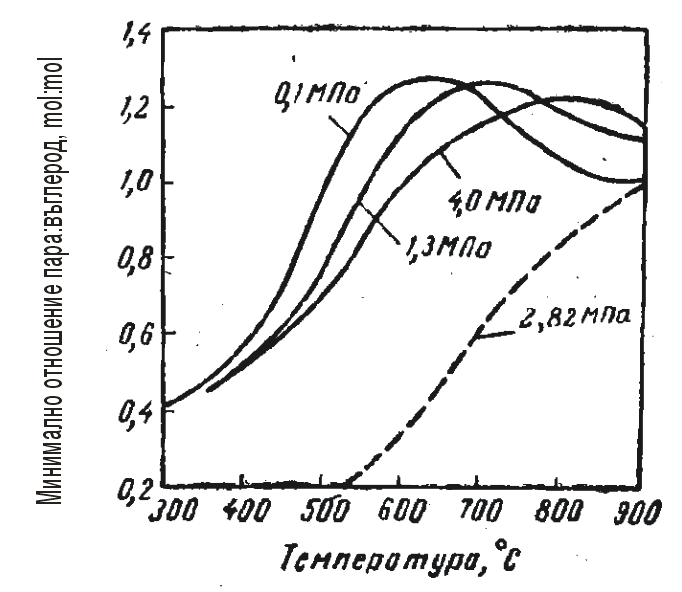 Минимално отношение пара:въглерод, mol:mol
1,4
1,2
1,0
0,8
0,6
0,4
0,2
0,1 МПа
4,0 МПа
1,3 МПа
2,82 МПа
300 400 500 600 700 800 900
Температура, °C